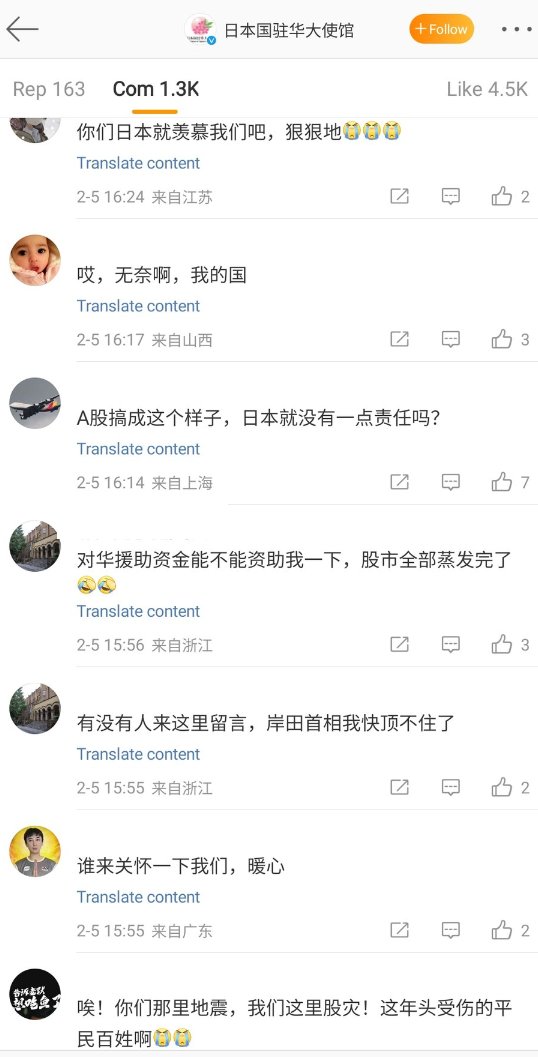 日本国驻华大使馆
+ Follow
Rep 163
Com 1.3K
Like 4.5K
你们日本就羡慕我们吧，狠狠地😭😭😭
Translate content
2-5 16:24 来自江苏
2
哎，无奈啊，我的国
Translate content
2-5 16:17 来自山西
3
A股搞成这个样子，日本就没有一点责任吗？
Translate content
2-5 16:14 来自上海
7
对华援助资金能不能资助我一下，股市全部蒸发完了
🤣🤣
Translate content
2-5 15:56 来自浙江
3
有没有人来这里留言，岸田首相我快顶不住了
Translate content
2-5 15:55 来自浙江
2
谁来关怀一下我们，暖心
Translate content
2-5 15:55 来自广东
2
唉！你们那里地震，我们这里股灾！这年头受伤的平
民百姓啊😭😭